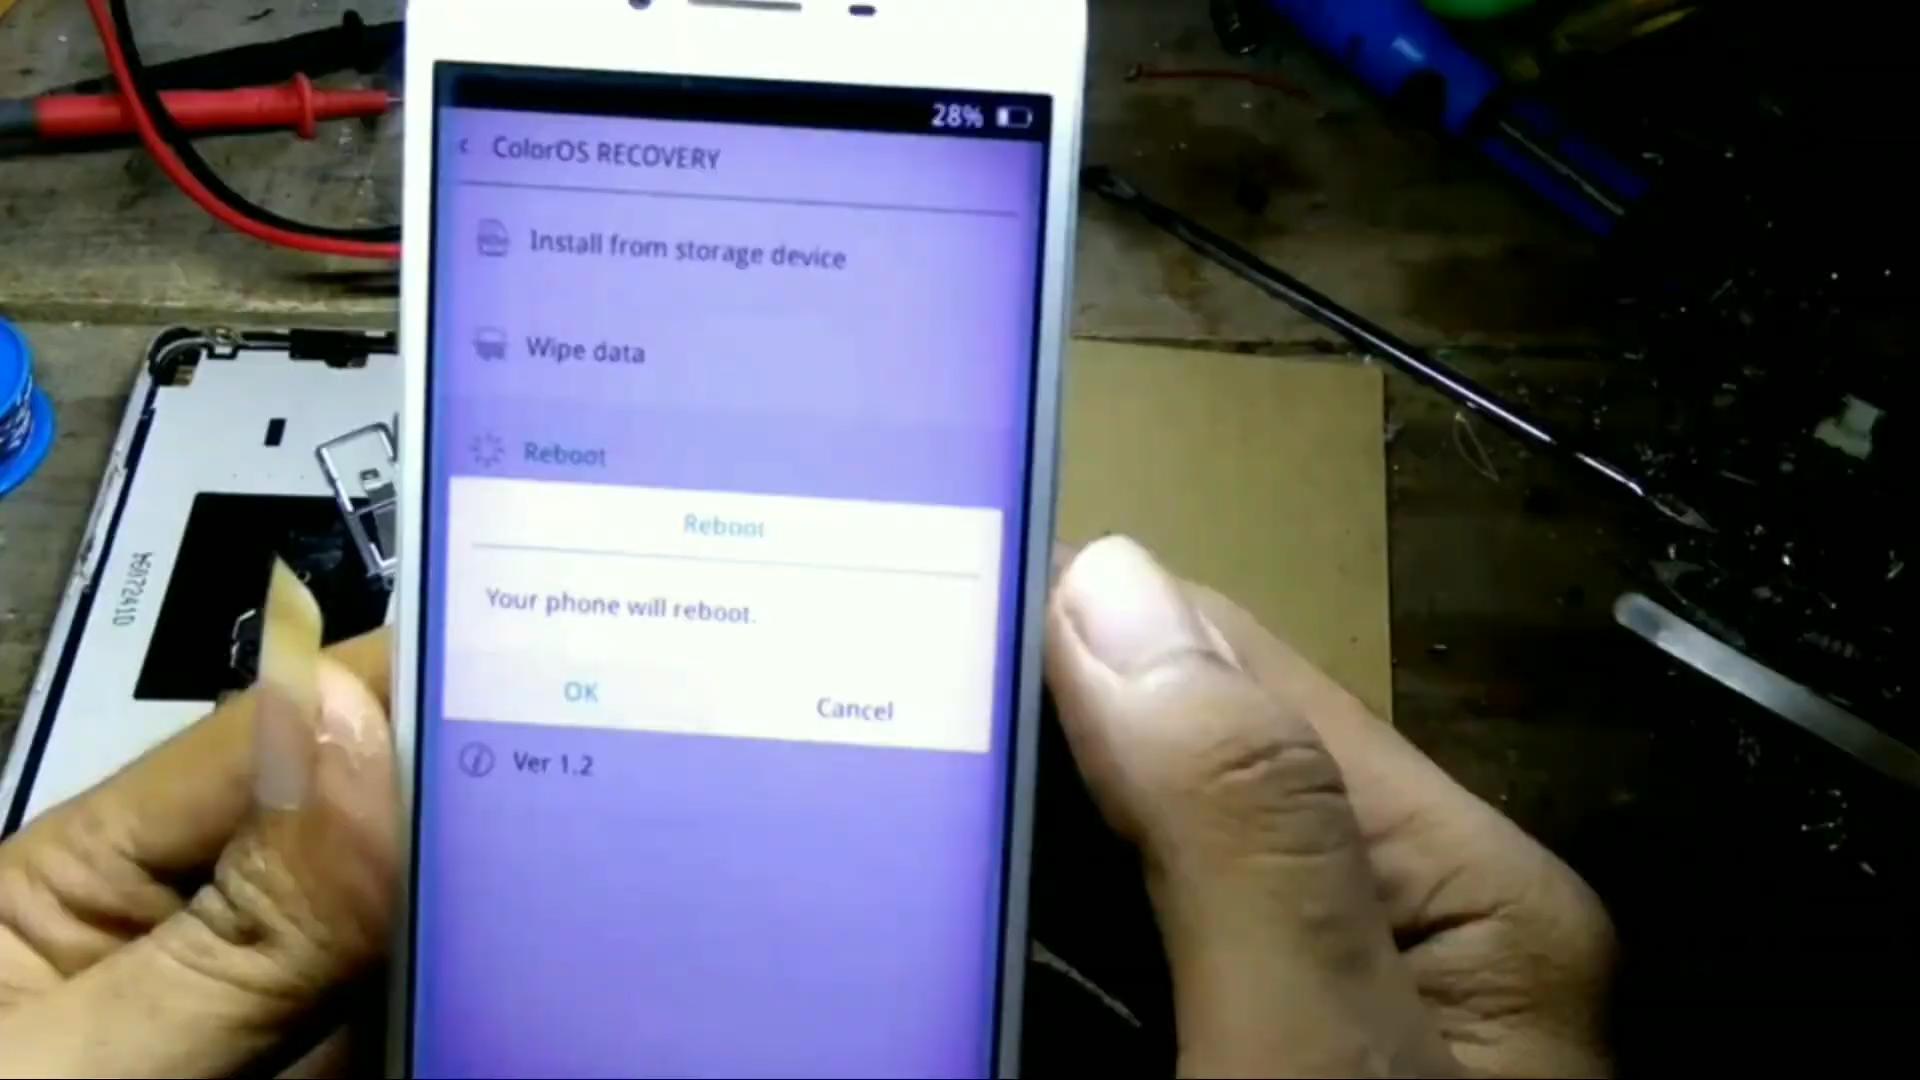 28%
ColorOS RECOVERY
Install from storage device
Wipe data
Reboot
Reboot
Your phone will reboot.
OK
Cancel
Ver 1.2